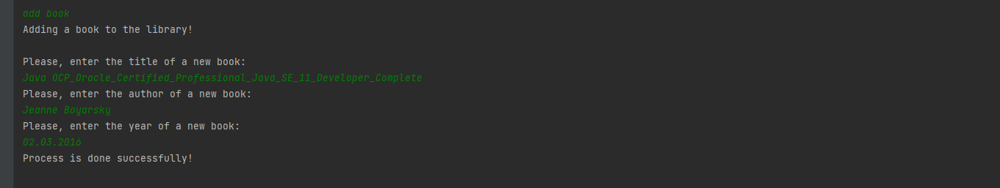 add book
Adding a book to the library!
Please, enter the title of a new book:
Java OCP_Oracle_Certified_Professional_Java_SE_11_Developer_Complete
Please, enter the author of a new book:
Jeanne Boyarsky
Please, enter the year of a new book:
02.03.2016
Process is done successfully!